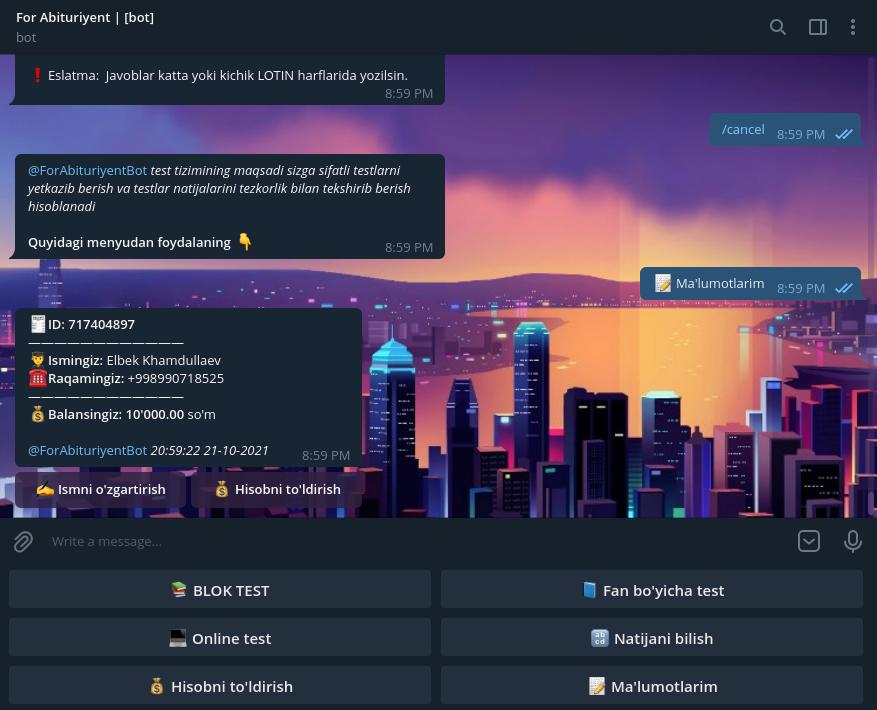 For Abituriyent | [bot]
bot
❗ Eslatma: Javoblar katta yoki kichik LOTIN harflarida yozilsin.
8:59 PM
/cancel 8:59 PM
@ForAbituriyentBot test tizimining maqsadi sizga sifatli testlarni
yetkazib berish va testlar natijalarini tezkorlik bilan tekshirib berish
hisoblanadi
Quyidagi menyudan foydalaning 👇 8:59 PM
📝 Ma'lumotlarim 8:59 PM
🧾ID: 717404897
————————————
👨‍🎓Ismingiz: Elbek Khamdullaev
☎️Raqamingiz: +998990718525
————————————
💰Balansingiz: 10'000.00 so'm
@ForAbituriyentBot 20:59:22 21-10-2021 8:59 PM
✍️ Ismni o'zgartirish 💰 Hisobni to'ldirish
Write a message...
📚 BLOK TEST 📘 Fan bo'yicha test
💻 Online test 🔡 Natijani bilish
💰 Hisobni to'ldirish 📝 Ma'lumotlarim